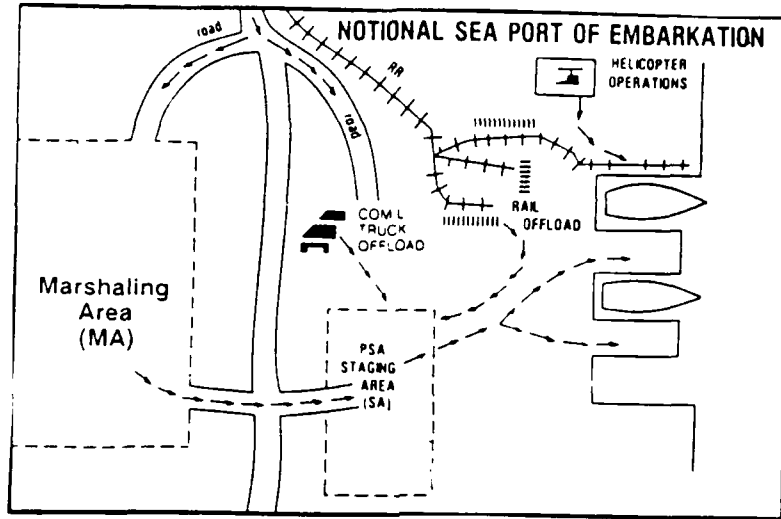 NOTIONAL SEA PORT OF EMBARKATION
road
RR
HELICOPTER
OPERATIONS
road
COM'L
TRUCK
OFFLOAD
RAIL
OFFLOAD
Marshaling
Area
(MA)
PSA
STAGING
AREA
(SA)